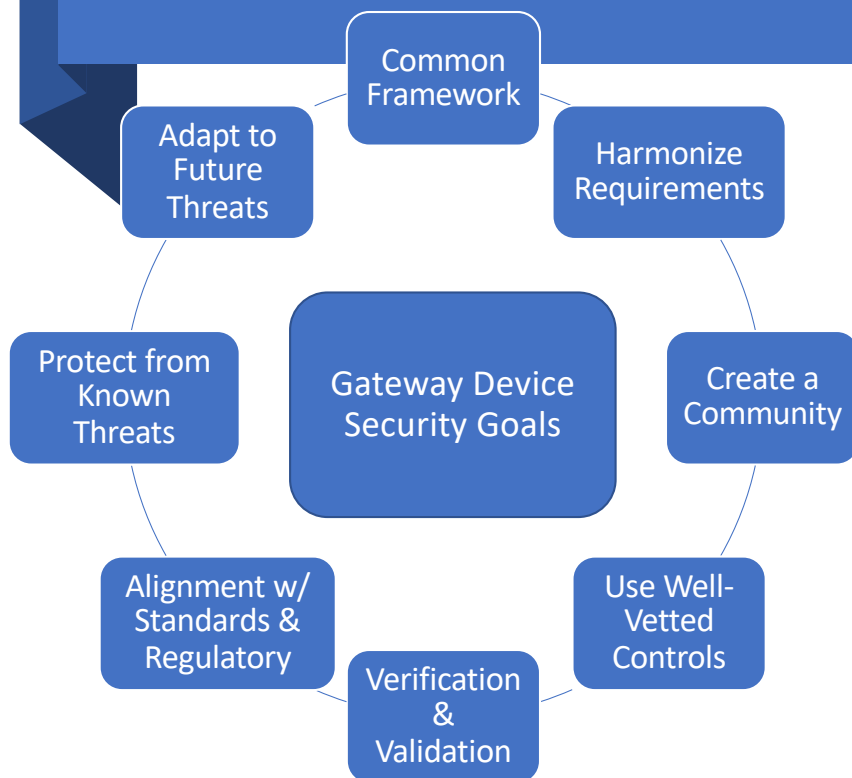 Common
Framework
Harmonize
Requirements
Create a
Community
Use Well-
Vetted
Controls
Verification
&
Validation
Alignment w/
Standards &
Regulatory
Protect from
Known
Threats
Adapt to
Future
Threats
Gateway Device
Security Goals